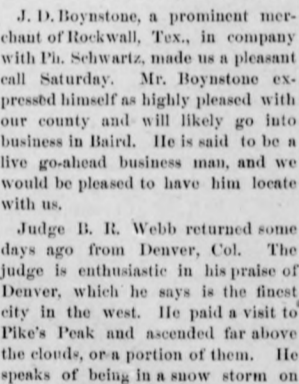 J. D. Boynstone, a prominent mer-
chant of Rockwall, Tex., in company
with Ph. Schwartz, made us a pleasant
call Saturday. Mr. Boynstone ex-
pressed himself as highly pleased with
our county and will likely go into
business in Baird. He is said to be a
live go-ahead business man, and we
would be pleased to have him locate
with us.
Judge B. R. Webb returned some
days ago from Denver, Col. The
judge is enthusiastic in his praise of
Denver, which he says is the finest
city in the west. He paid a visit to
Pike's Peak and ascended far above
the clouds, or a portion of them. He
speaks of being in a snow storm on